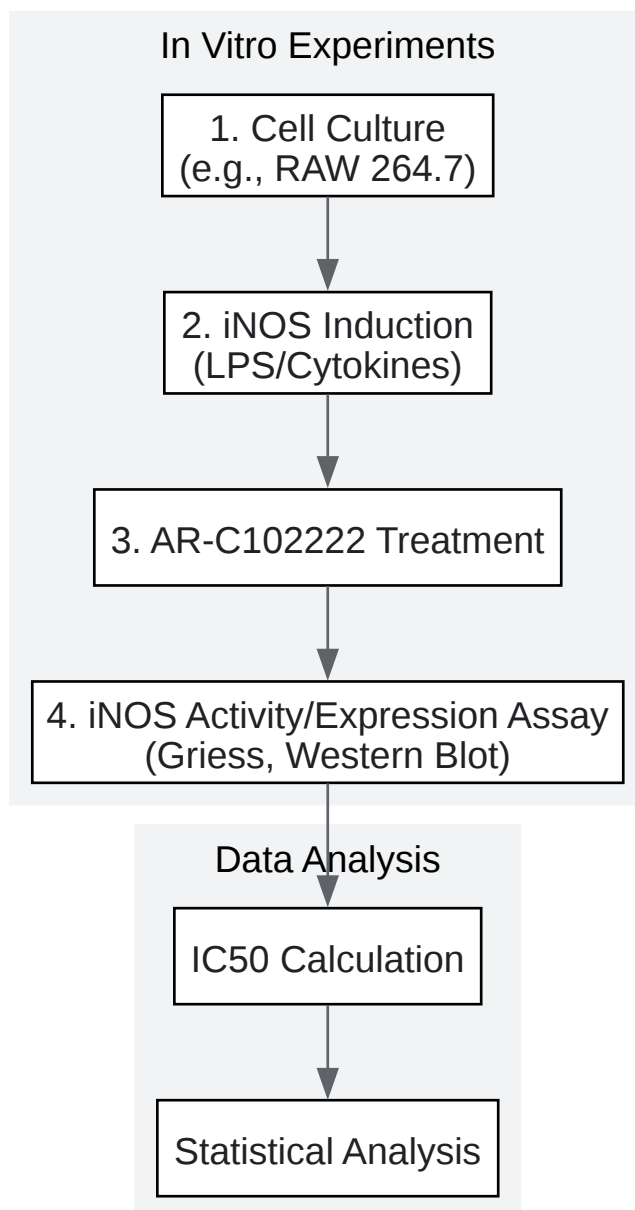 In Vitro Experiments
1. Cell Culture
(e.g., RAW 264.7)
2. iNOS Induction
(LPS/Cytokines)
3. AR-C102222 Treatment
4. iNOS Activity/Expression Assay
(Griess, Western Blot)
Data Analysis
IC50 Calculation
Statistical Analysis